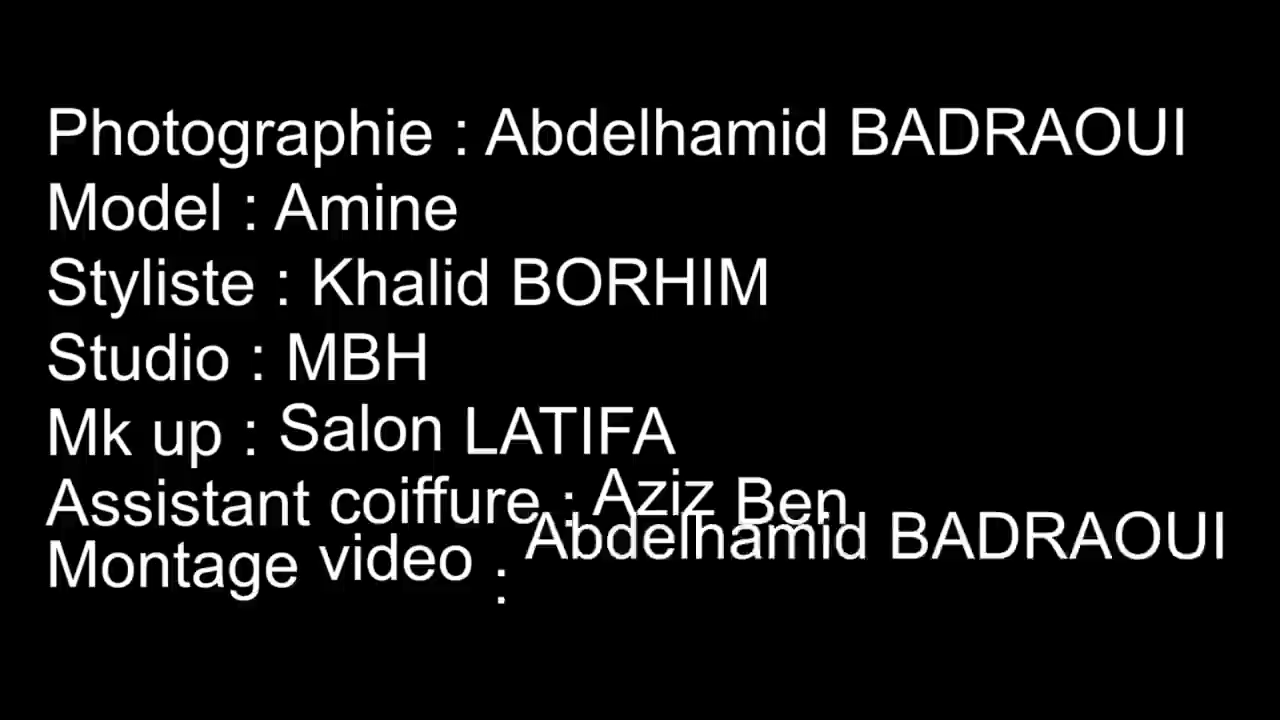 Photographie : Abdelhamid BADRAOUI
Model : Amine
Styliste : Khalid BORHIM
Studio : MBH
Mk up : Salon LATIFA
Assistant coiffure : Aziz Ben
Montage video : Abdelhamid BADRAOUI